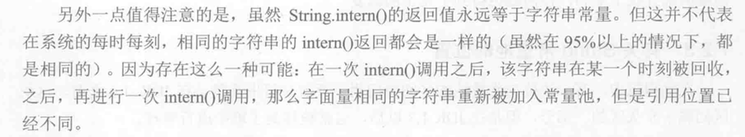 另外一点值得注意的是，虽然 String.intern()的返回值永远等于字符串常量。但这并不代表
在系统的每时每刻，相同的字符串的 intern()返回都会是一样的（虽然在 95%以上的情况下，都
是相同的）。因为存在这么一种可能：在一次 intern()调用之后，该字符串在某一个时刻被回收，
之后，再进行一次 intern()调用，那么字面量相同的字符串重新被加入常量池，但是引用位置已
经不同。